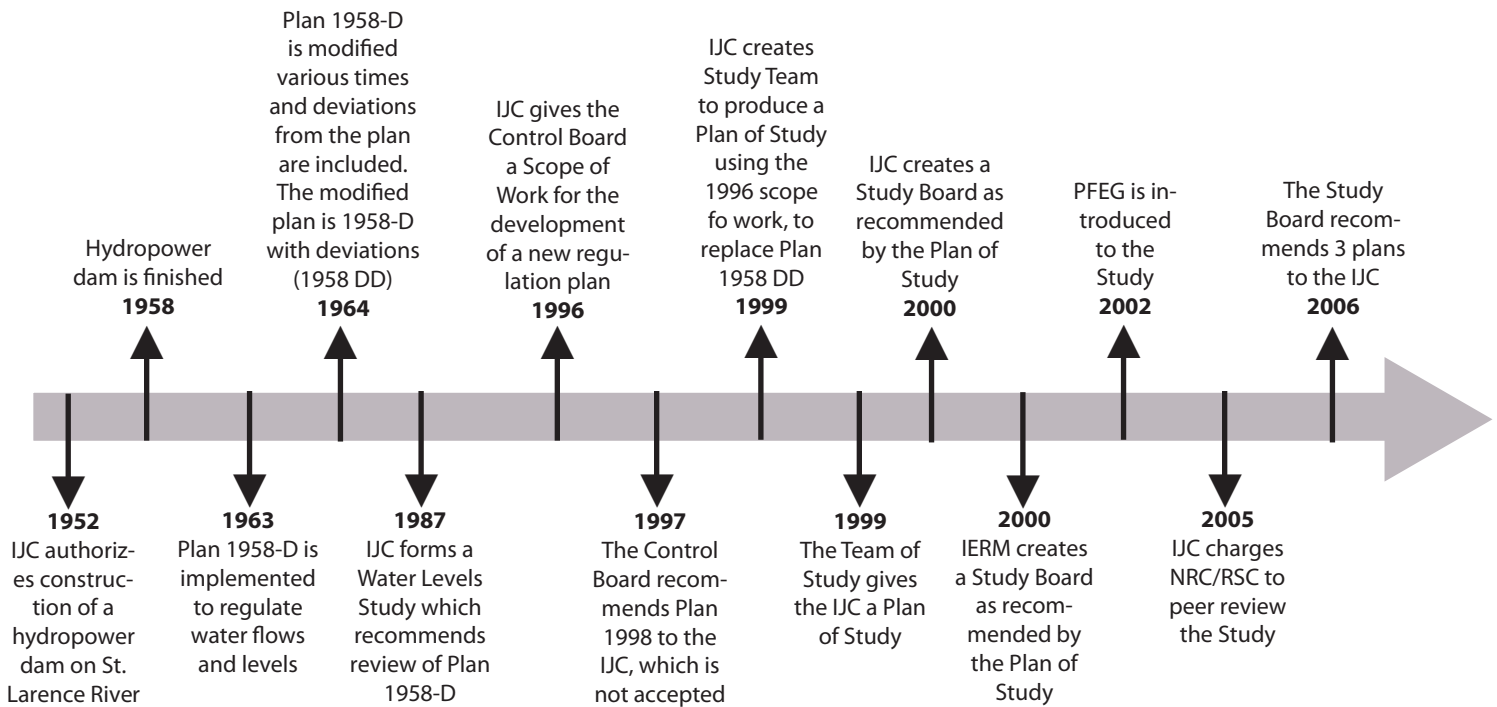 Plan 1958-D
is modified
various times
and deviations
from the plan
are included.
The modified
plan is 1958-D
with deviations
(1958 DD)
1964
IJC creates
Study Team
to produce a
Plan of Study
using the
1996 scope
fo work, to
replace Plan
1958 DD
1999
IJC gives the
Control Board
a Scope of
Work for the
development
of a new regu-
lation plan
1996
IJC creates a
Study Board as
recommended
by the Plan of
Study
2000
PFEG is in-
troduced
to the
Study
2002
The Study
Board recom-
mends 3 plans
to the IJC
2006
Hydropower
dam is finished
1958
1952
IJC authoriz-
es construc-
tion of a
hydropower
dam on St.
Larence River
1963
Plan 1958-D is
implemented
to regulate
water flows
and levels
1987
IJC forms a
Water Levels
Study which
recommends
review of Plan
1958-D
1997
The Control
Board recom-
mends Plan
1998 to the
IJC, which is
not accepted
1999
The Team of
Study gives
the IJC a Plan
of Study
2000
IERM creates
a Study Board
as recom-
mended by
the Plan of
Study
2005
IJC charges
NRC/RSC to
peer review
the Study